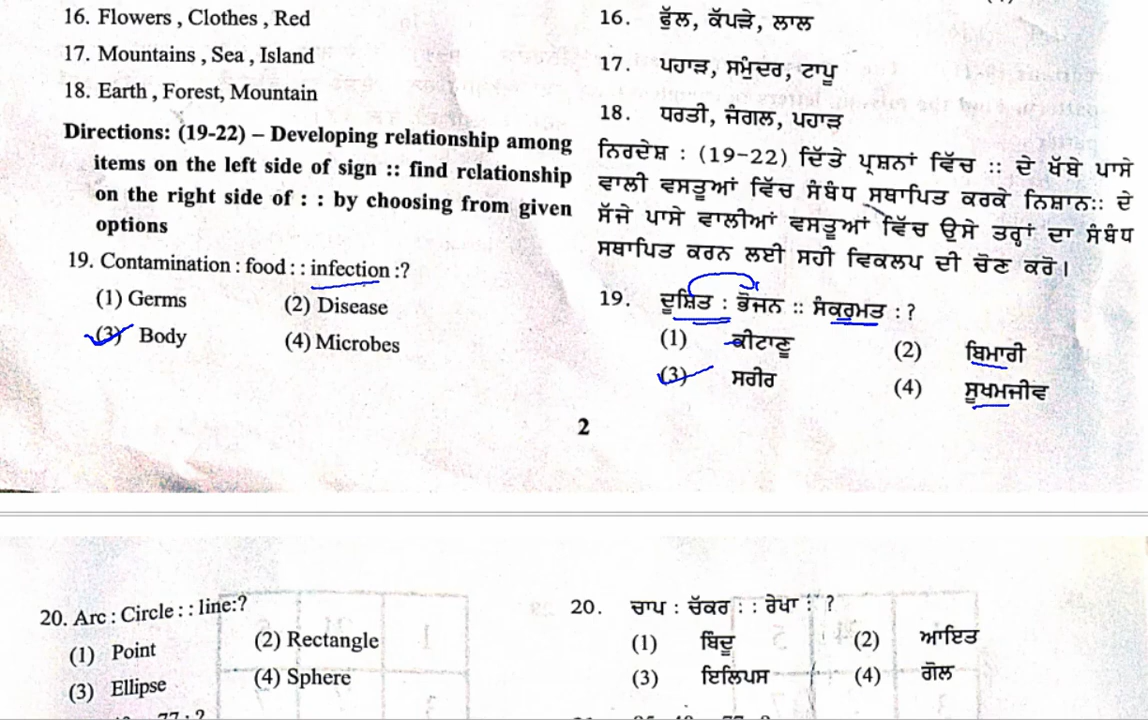 16. Flowers , Clothes , Red
17. Mountains , Sea , Island
18. Earth , Forest, Mountain
Directions: (19-22) – Developing relationship among
items on the left side of sign :: find relationship
on the right side of : : by choosing from given
options
19. Contamination : food : : infection :?
(1) Germs (2) Disease
(3) Body (4) Microbes
16. ਫੁੱਲ, ਕੱਪੜੇ, ਲਾਲ
17. ਪਹਾੜ, ਸਮੁੰਦਰ, ਟਾਪੂ
18. ਧਰਤੀ, ਜੰਗਲ, ਪਹਾੜ
ਨਿਰਦੇਸ਼ : (19-22) ਦਿੱਤੇ ਪ੍ਰਸ਼ਨਾਂ ਵਿੱਚ :: ਦੇ ਖੱਬੇ ਪਾਸੇ
ਵਾਲੀ ਵਸਤੂਆਂ ਵਿੱਚ ਸੰਬੰਧ ਸਥਾਪਿਤ ਕਰਕੇ ਨਿਸ਼ਾਨ:: ਦੇ
ਸੱਜੇ ਪਾਸੇ ਵਾਲੀਆਂ ਵਸਤੂਆਂ ਵਿੱਚ ਉਸੇ ਤਰ੍ਹਾਂ ਦਾ ਸੰਬੰਧ
ਸਥਾਪਿਤ ਕਰਨ ਲਈ ਸਹੀ ਵਿਕਲਪ ਦੀ ਚੋਣ ਕਰੋ।
19. ਦੂਸ਼ਿਤ : ਭੋਜਨ :: ਸੰਕਰਮਤ : ?
(1) ਕੀਟਾਣੂ (2) ਬਿਮਾਰੀ
(3) ਸਰੀਰ (4) ਸੂਖਮਜੀਵ
2
20. Arc : Circle : : line:?
(1) Point (2) Rectangle
(3) Ellipse (4) Sphere
20. ਚਾਪ : ਚੱਕਰ : : ਰੇਖਾ : ?
(1) ਬਿੰਦੂ (2) ਆਇਤ
(3) ਇਲਿਪਸ (4) ਗੋਲ